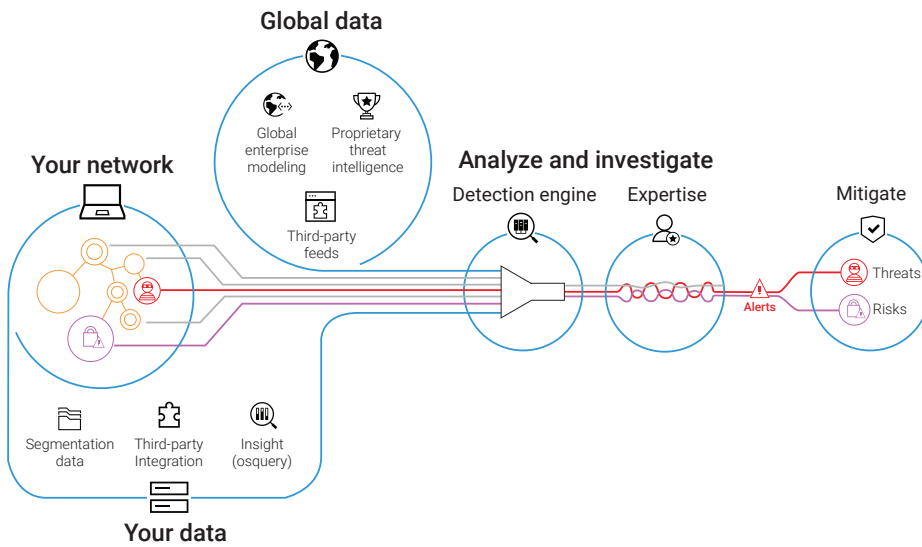 Global data
Global
enterprise
modeling
Proprietary
threat
intelligence
Third-party
feeds
Your network
Analyze and investigate
Detection engine
Expertise
Mitigate
Alerts
Threats
Risks
Segmentation
data
Third-party
Integration
Insight
(osquery)
Your data